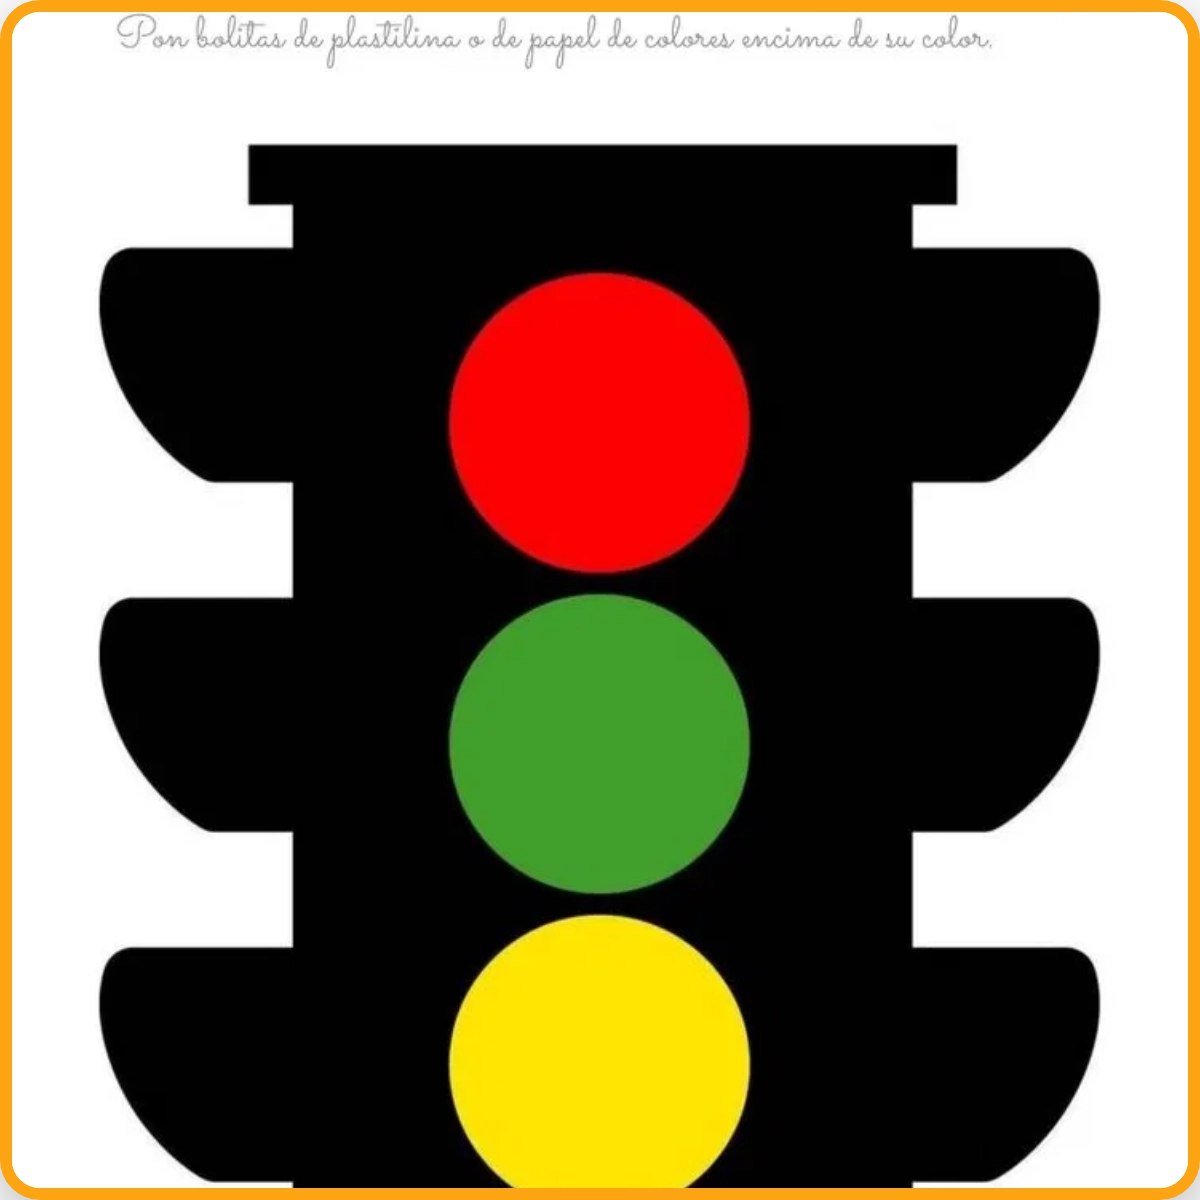 Pon bolitas de plastilina o de papel de colores encima de su color.